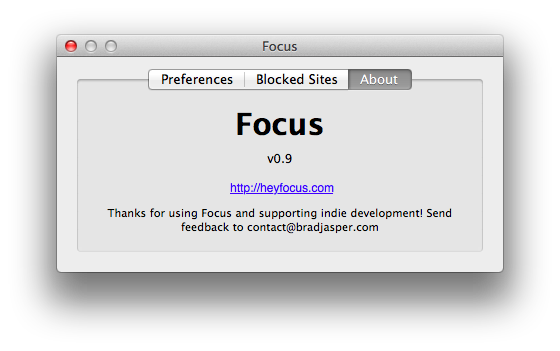 Focus
Preferences Blocked Sites About
Focus
v0.9
http://heyfocus.com
Thanks for using Focus and supporting indie development! Send
feedback to contact@bradjasper.com